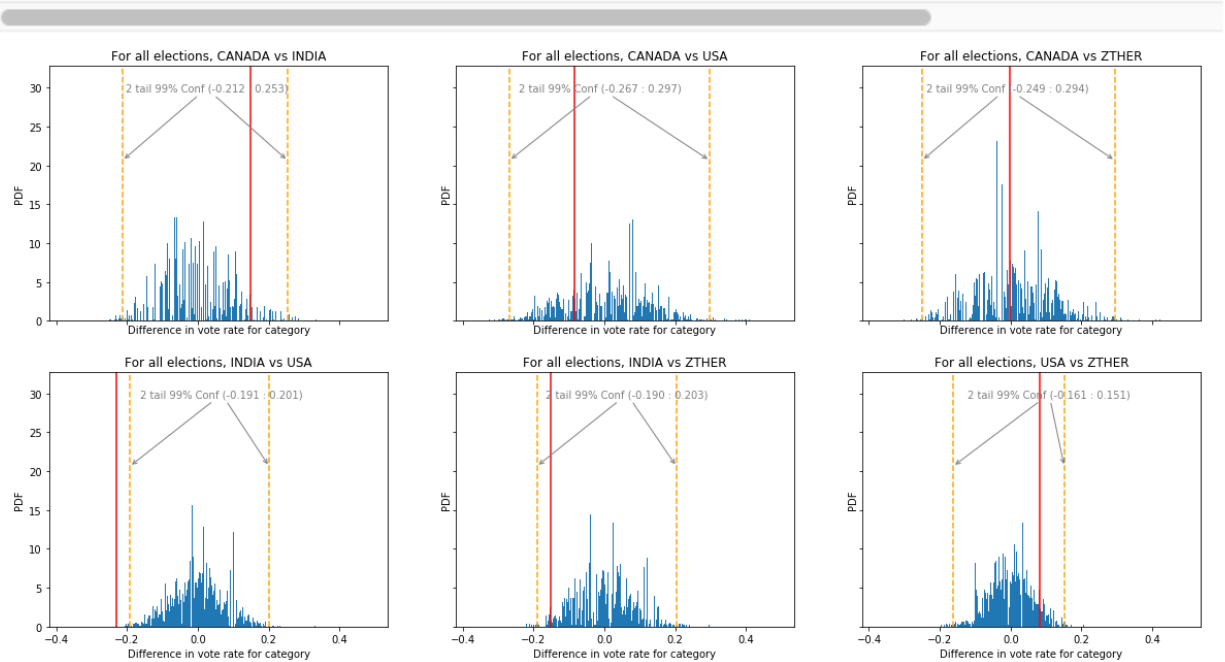 For all elections, CANADA vs INDIA
For all elections, CANADA vs USA
For all elections, CANADA vs ZTHER
2 tail 99% Conf (-0.212 : 0.253)
2 tail 99% Conf (-0.267 : 0.297)
2 tail 99% Conf (-0.249 : 0.294)
30
25
20
15
10
5
0
PDF
PDF
PDF
Difference in vote rate for category
Difference in vote rate for category
Difference in vote rate for category
For all elections, INDIA vs USA
For all elections, INDIA vs ZTHER
For all elections, USA vs ZTHER
2 tail 99% Conf (-0.191 : 0.201)
2 tail 99% Conf (-0.190 : 0.203)
2 tail 99% Conf (-0.161 : 0.151)
30
25
20
15
10
5
0
PDF
PDF
PDF
−0.4 −0.2 0.0 0.2 0.4
−0.4 −0.2 0.0 0.2 0.4
−0.4 −0.2 0.0 0.2 0.4
Difference in vote rate for category
Difference in vote rate for category
Difference in vote rate for category